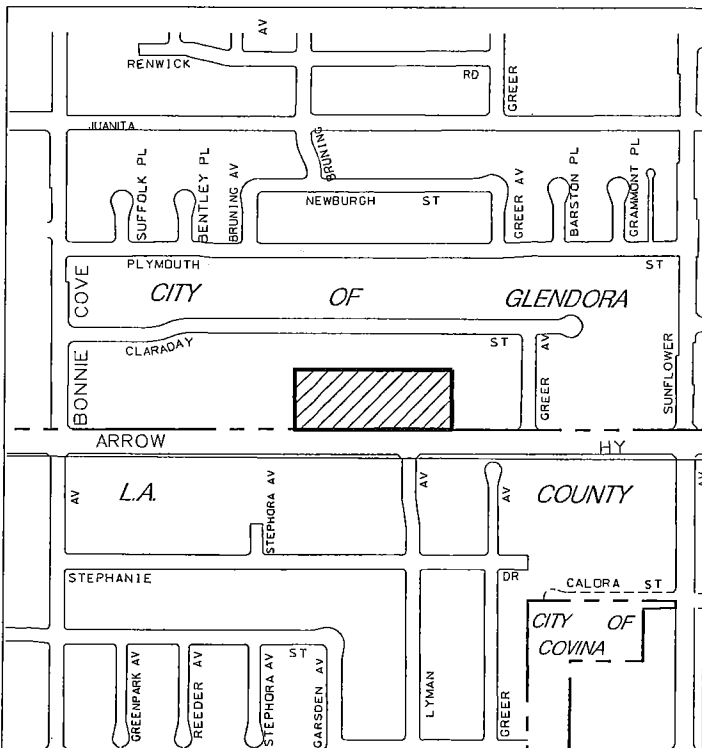 AV
RENWICK
RD
GREER
JUANITA
BRUNING
SUFFOLK PL
BENTLEY PL
BRUNING AV
GREER AV
BARSTON PL
GRAMMONT PL
NEWBURGH ST
PLYMOUTH ST
BONNIE COVE
CITY OF GLENDORA
CLARADAY ST
GREER AV
SUNFLOWER
ARROW HY
AV
L.A. COUNTY
STEPHORA AV
AV
AV
AV
STEPHANIE DR
CALORA ST
CITY OF
COVINA
ST
GREENPARK AV
REEDER AV
STEPHORA AV
GARSDEN AV
LYMAN
GREER